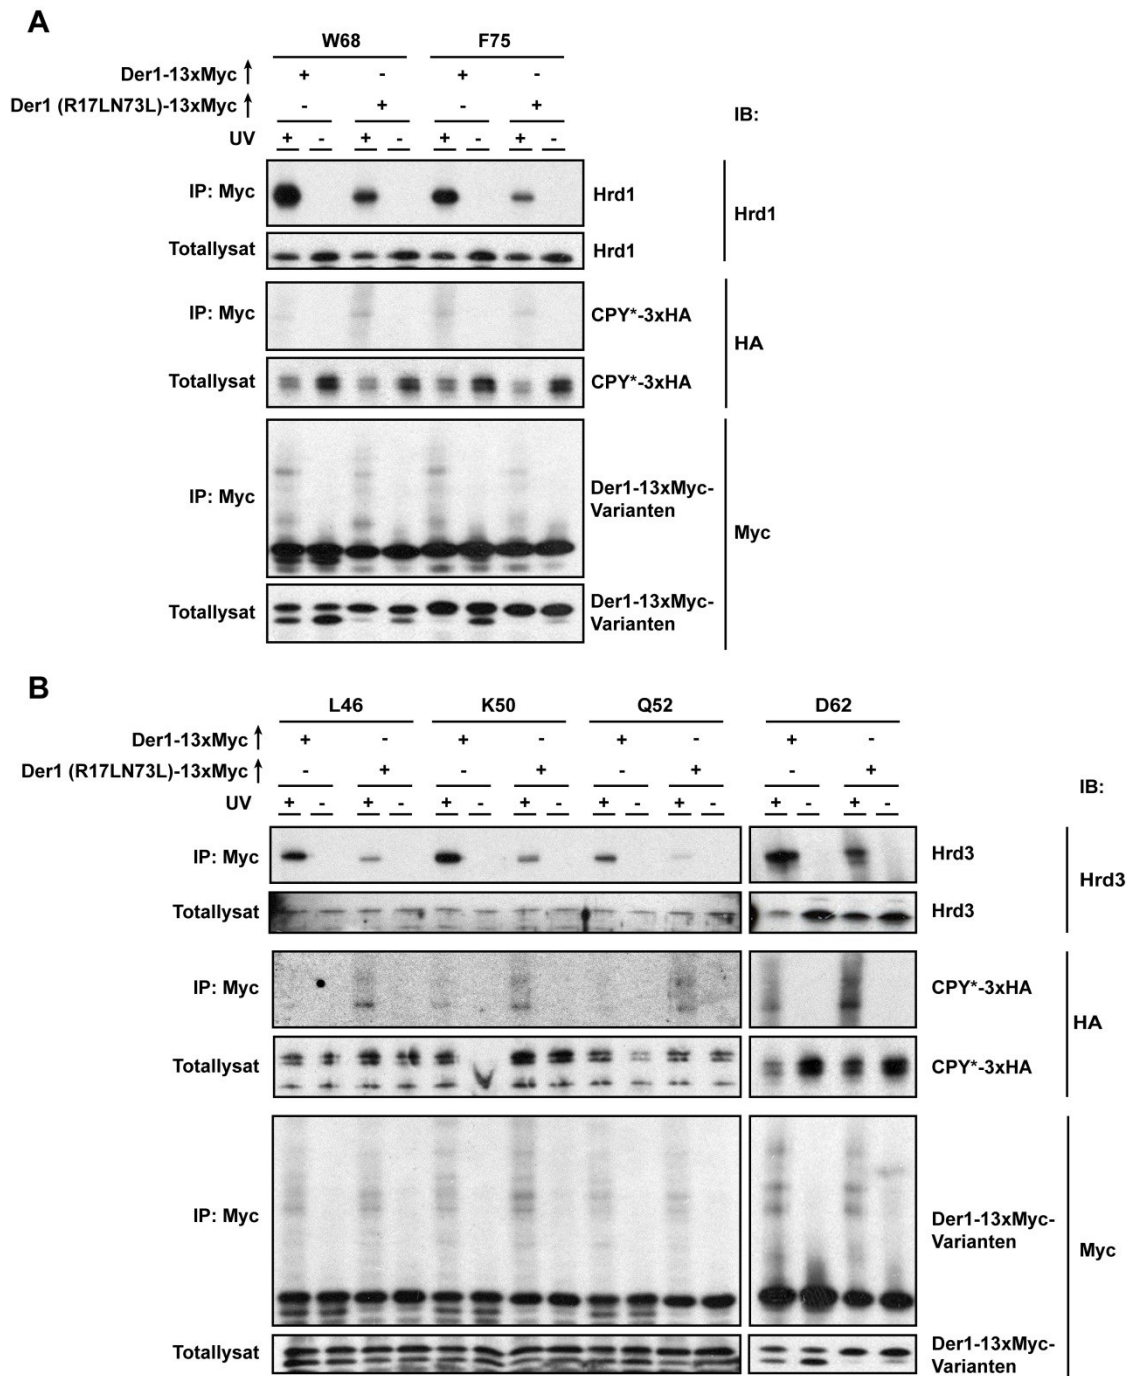 A
W68 F75
Der1-13xMyc ↑ + - + -
Der1 (R17LN73L)-13xMyc ↑ - + - +
IB:
UV + - + - + - + -
IP: Myc Hrd1
Hrd1
Totallysat Hrd1
IP: Myc CPY*-3xHA
HA
Totallysat CPY*-3xHA
IP: Myc Der1-13xMyc-
Varianten
Myc
Totallysat Der1-13xMyc-
Varianten
B
L46 K50 Q52 D62
Der1-13xMyc ↑ + - + - + - + -
Der1 (R17LN73L)-13xMyc ↑ - + - + - + - +
IB:
UV + - + - + - + - + - + - + - + -
IP: Myc Hrd3
Hrd3
Totallysat Hrd3
IP: Myc CPY*-3xHA
HA
Totallysat CPY*-3xHA
IP: Myc Der1-13xMyc-
Varianten
Myc
Totallysat Der1-13xMyc-
Varianten